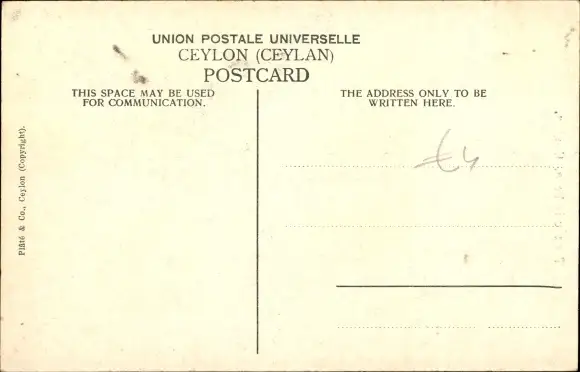 UNION POSTALE UNIVERSELLE
CEYLON (CEYLAN)
POSTCARD
THIS SPACE MAY BE USED
FOR COMMUNICATION.
THE ADDRESS ONLY TO BE
WRITTEN HERE.
€4
Plâté & Co., Ceylon (Copyright).